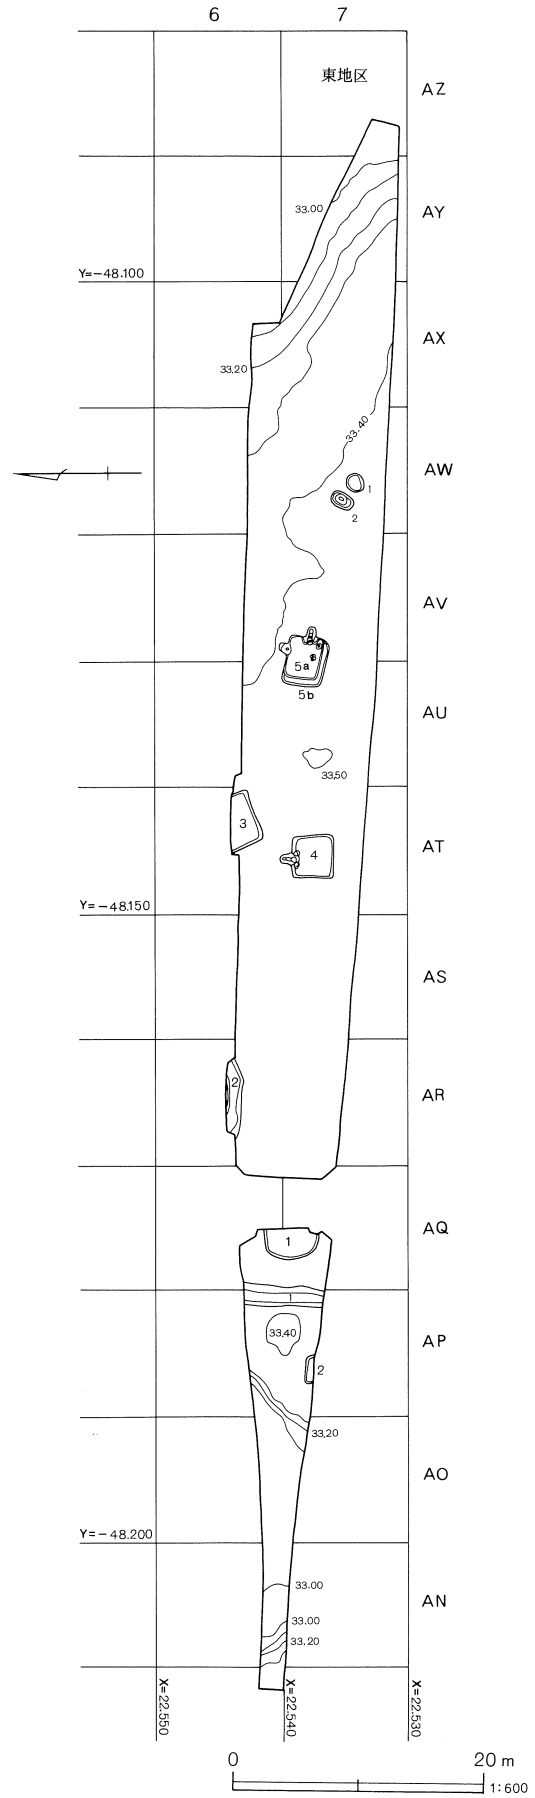 6 7
東地区
AZ
33.00
AY
Y=-48.100
AX
33.20
33.40
AW
1
2
AV
5a
5b
AU
33.50
3
4
AT
Y=-48.150
AS
2
AR
AQ
1
1
33.40
AP
2
33.20
AO
Y=-48.200
33.00
AN
33.00
33.20
X=22.550
X=22.540
X=22.530
0 20 m
1:600